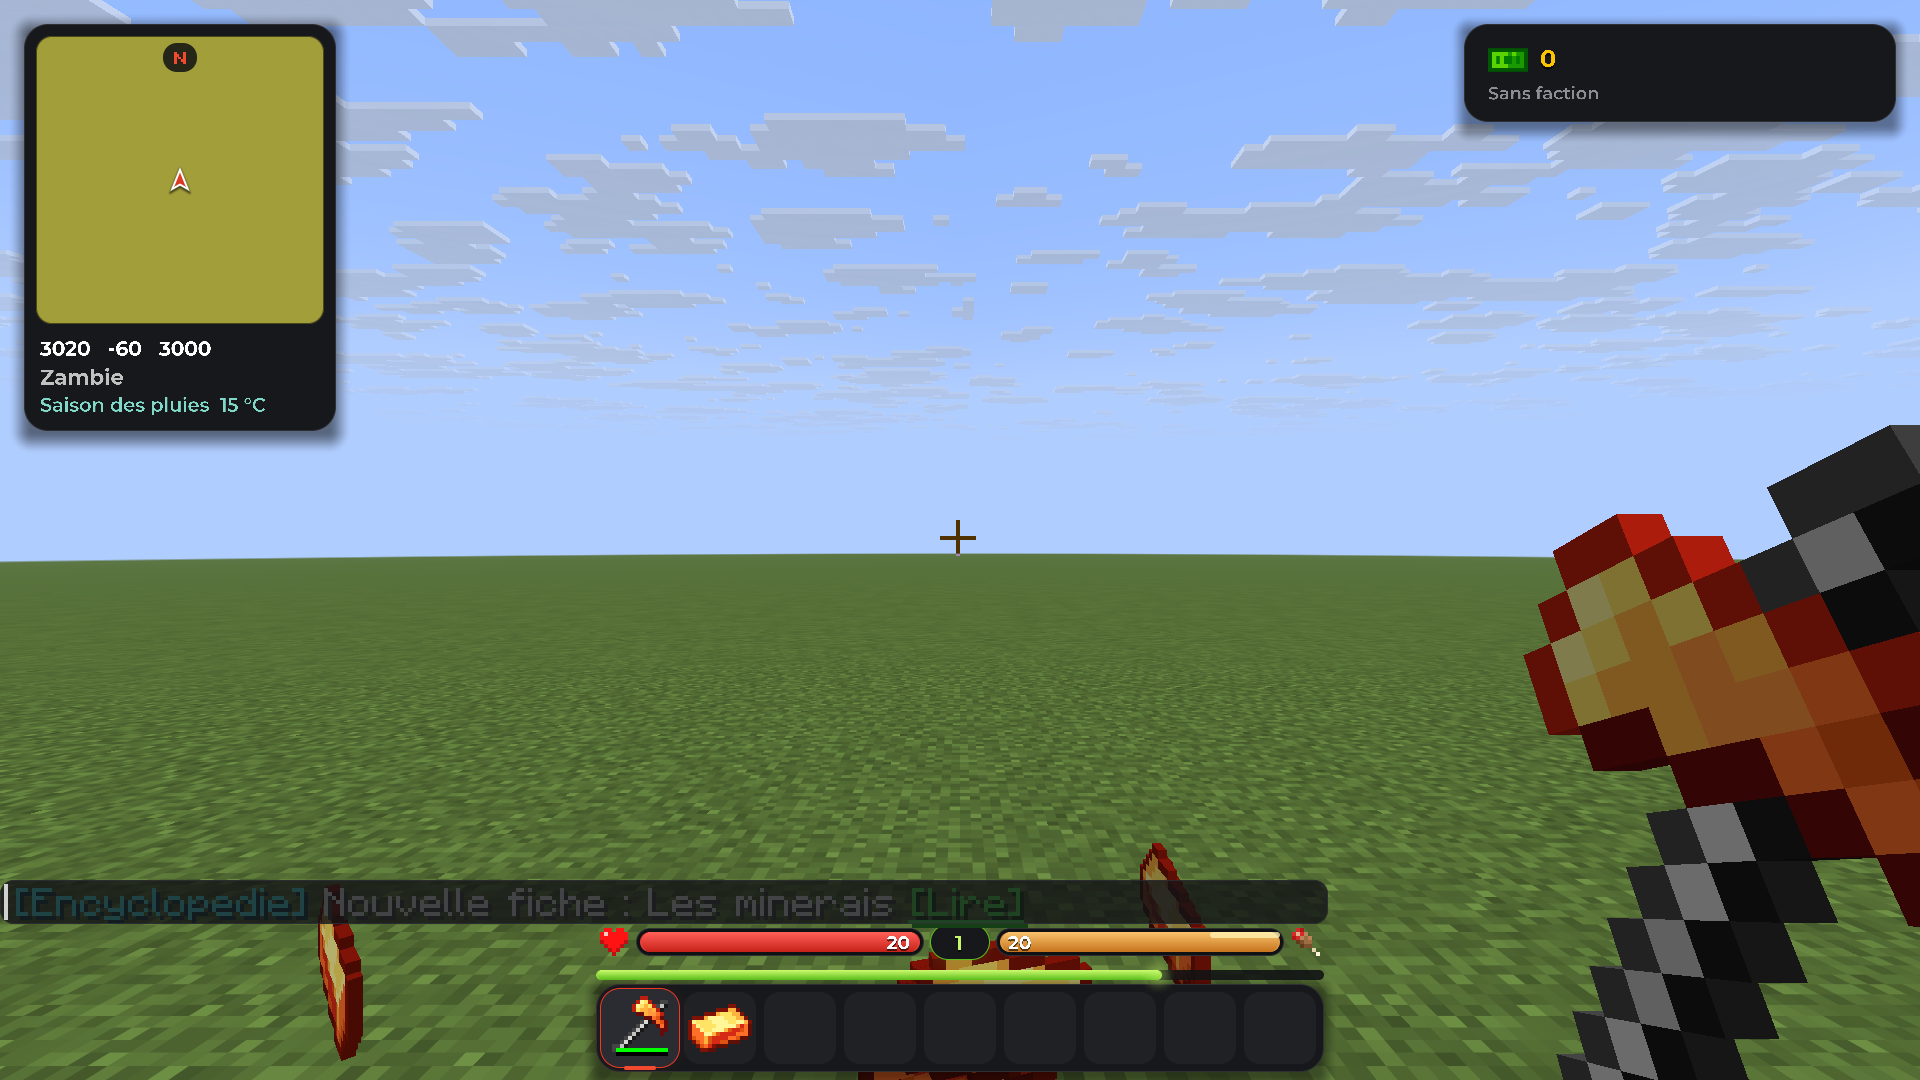 N
3020 -60 3000
Zambie
Saison des pluies 15 °C
0
Sans faction
[Encyclopedie] Nouvelle fiche : Les minerais [Lire]
20 1 20